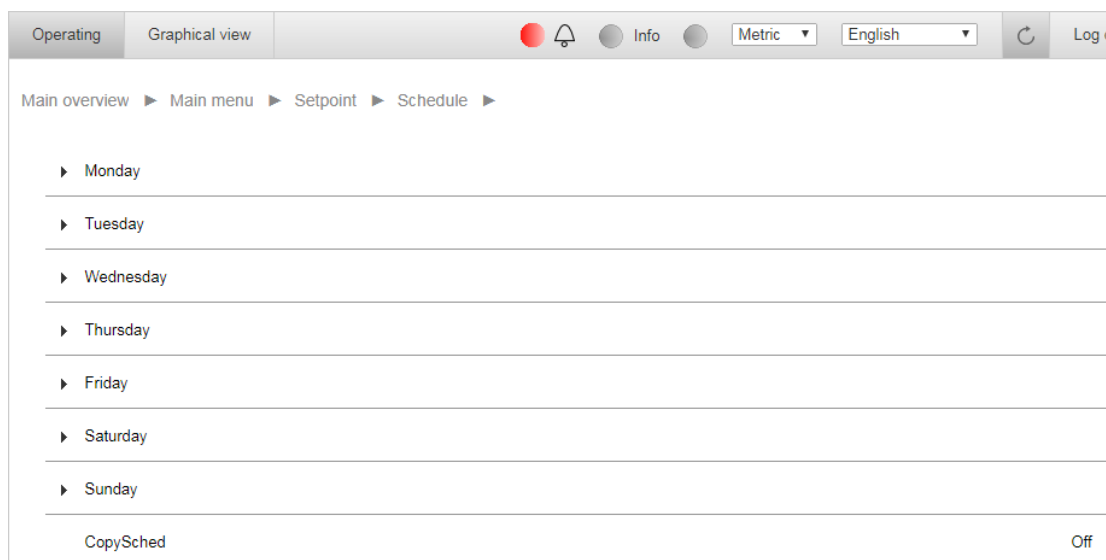 Operating Graphical view Info Metric English Log
Main overview Main menu Setpoint Schedule
Monday
Tuesday
Wednesday
Thursday
Friday
Saturday
Sunday
CopySched Off